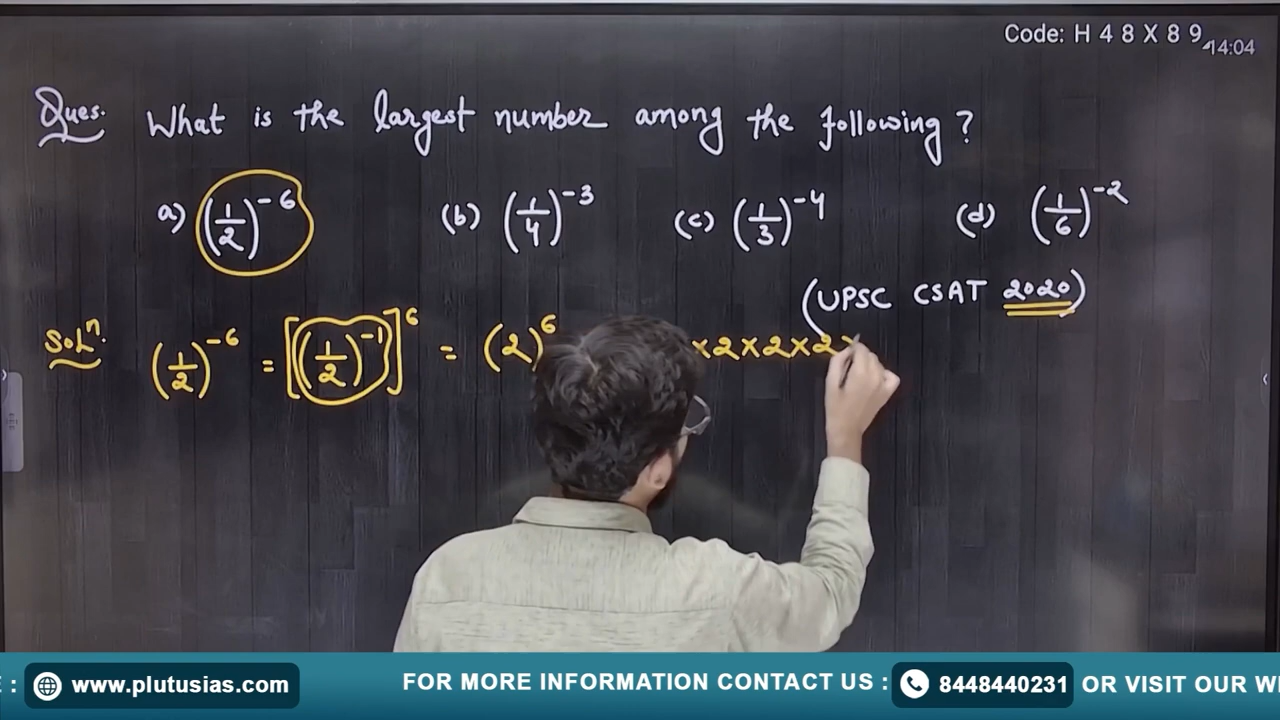 Code: H 4 8 X 8 9
14:04
Ques. What is the largest number among the following?
a) (1/2)^-6 (b) (1/4)^-3 (c) (1/3)^-4 (d) (1/6)^-2
(UPSC CSAT 2020)
Solⁿ (1/2)^-6 = [(1/2)^-1]^6 = (2)^6 ×2×2×2×
E : www.plutusias.com FOR MORE INFORMATION CONTACT US : 8448440231 OR VISIT OUR WE